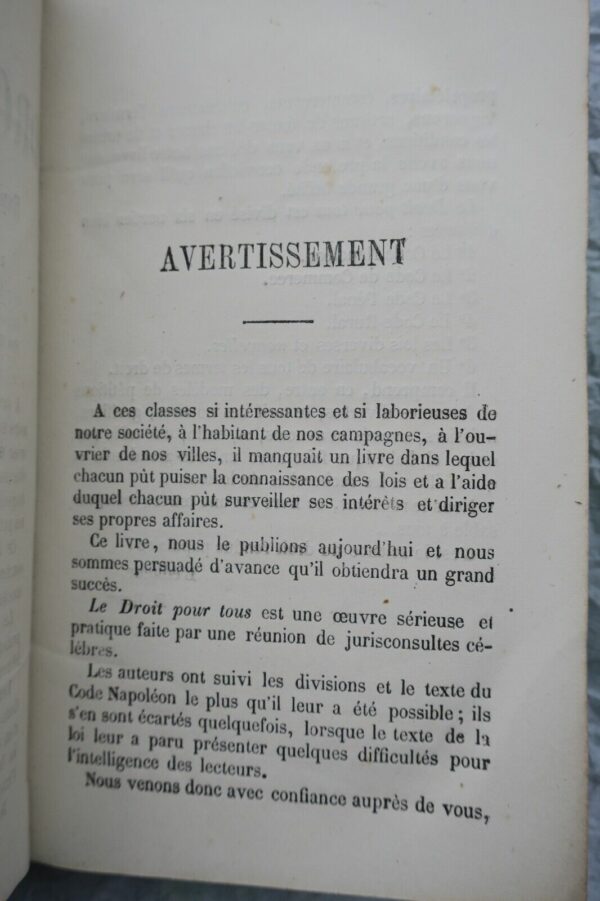 AVERTISSEMENT
A ces classes si intéressantes et si laborieuses de
notre société, à l'habitant de nos campagnes, à l'ou-
vrier de nos villes, il manquait un livre dans lequel
chacun pût puiser la connaissance des lois et a l'aide
duquel chacun pût surveiller ses intérêts et diriger
ses propres affaires.
Ce livre, nous le publions aujourd'hui et nous
sommes persuadé d'avance qu'il obtiendra un grand
succès.
Le Droit pour tous est une œuvre sérieuse et
pratique faite par une réunion de jurisconsultes cé-
lèbres.
Les auteurs ont suivi les divisions et le texte du
Code Napoléon le plus qu'il leur a été possible ; ils
s'en sont écartés quelquefois, lorsque le texte de la
loi leur a paru présenter quelques difficultés pour
l'intelligence des lecteurs.
Nous venons donc avec confiance auprès de vous,